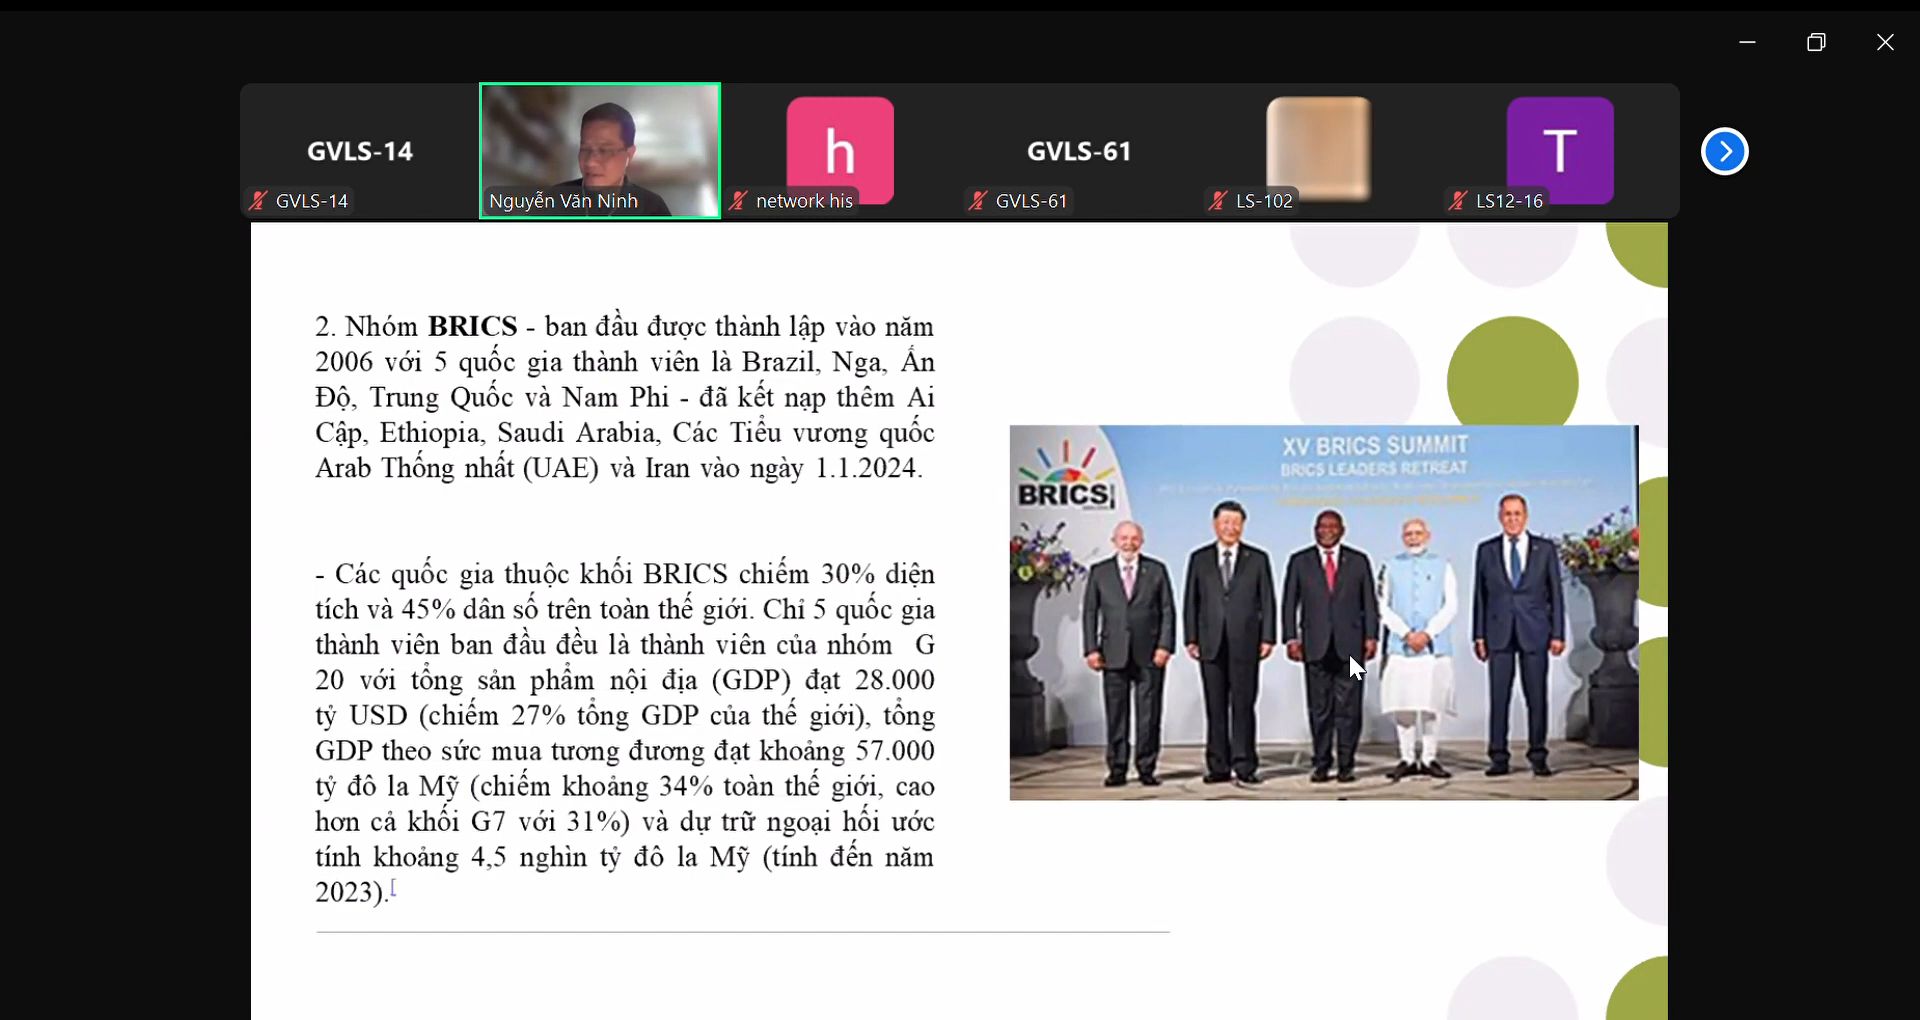 GVLS-14
GVLS-14
Nguyễn Văn Ninh
h
network his
GVLS-61
GVLS-61
LS-102
T
LS12-16
2. Nhóm BRICS - ban đầu được thành lập vào năm
2006 với 5 quốc gia thành viên là Brazil, Nga, Ấn
Độ, Trung Quốc và Nam Phi - đã kết nạp thêm Ai
Cập, Ethiopia, Saudi Arabia, Các Tiểu vương quốc
Arab Thống nhất (UAE) và Iran vào ngày 1.1.2024.
- Các quốc gia thuộc khối BRICS chiếm 30% diện
tích và 45% dân số trên toàn thế giới. Chỉ 5 quốc gia
thành viên ban đầu đều là thành viên của nhóm G
20 với tổng sản phẩm nội địa (GDP) đạt 28.000
tỷ USD (chiếm 27% tổng GDP của thế giới), tổng
GDP theo sức mua tương đương đạt khoảng 57.000
tỷ đô la Mỹ (chiếm khoảng 34% toàn thế giới, cao
hơn cả khối G7 với 31%) và dự trữ ngoại hối ước
tính khoảng 4,5 nghìn tỷ đô la Mỹ (tính đến năm
2023).[
XV BRICS SUMMIT
BRICS LEADERS RETREAT
BRICS